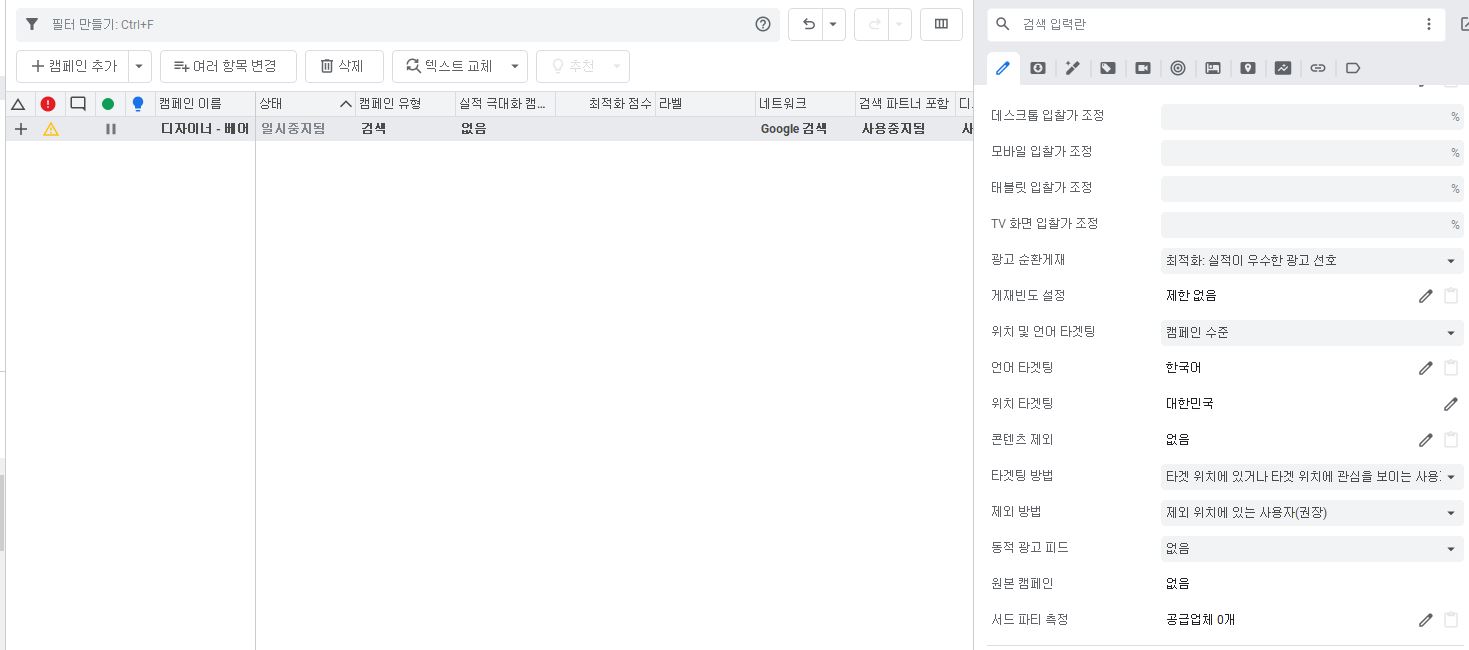 필터 만들기: Ctrl+F
캠페인 추가
여러 항목 변경
삭제
텍스트 교체
추천
캠페인 이름 상태 캠페인 유형 실적 극대화 캠... 최적화 점수 라벨 네트워크 검색 파트너 포함 디
디자이너 - 베어 일시중지됨 검색 없음 Google 검색 사용중지됨 사
검색 입력란
데스크톱 입찰가 조정 %
모바일 입찰가 조정 %
태블릿 입찰가 조정 %
TV 화면 입찰가 조정 %
광고 순환게재 최적화: 실적이 우수한 광고 선호
게재빈도 설정 제한 없음
위치 및 언어 타겟팅 캠페인 수준
언어 타겟팅 한국어
위치 타겟팅 대한민국
콘텐츠 제외 없음
타겟팅 방법 타겟 위치에 있거나 타겟 위치에 관심을 보이는 사용
제외 방법 제외 위치에 있는 사용자(권장)
동적 광고 피드 없음
원본 캠페인 없음
서드 파티 측정 공급업체 0개